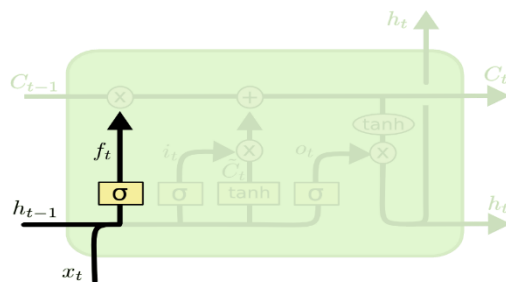 h_t
C_{t-1}
C_t
×
+
tanh
f_t
i_t
×
C̃_t
o_t
×
σ
σ
tanh
σ
h_{t-1}
h_t
x_t